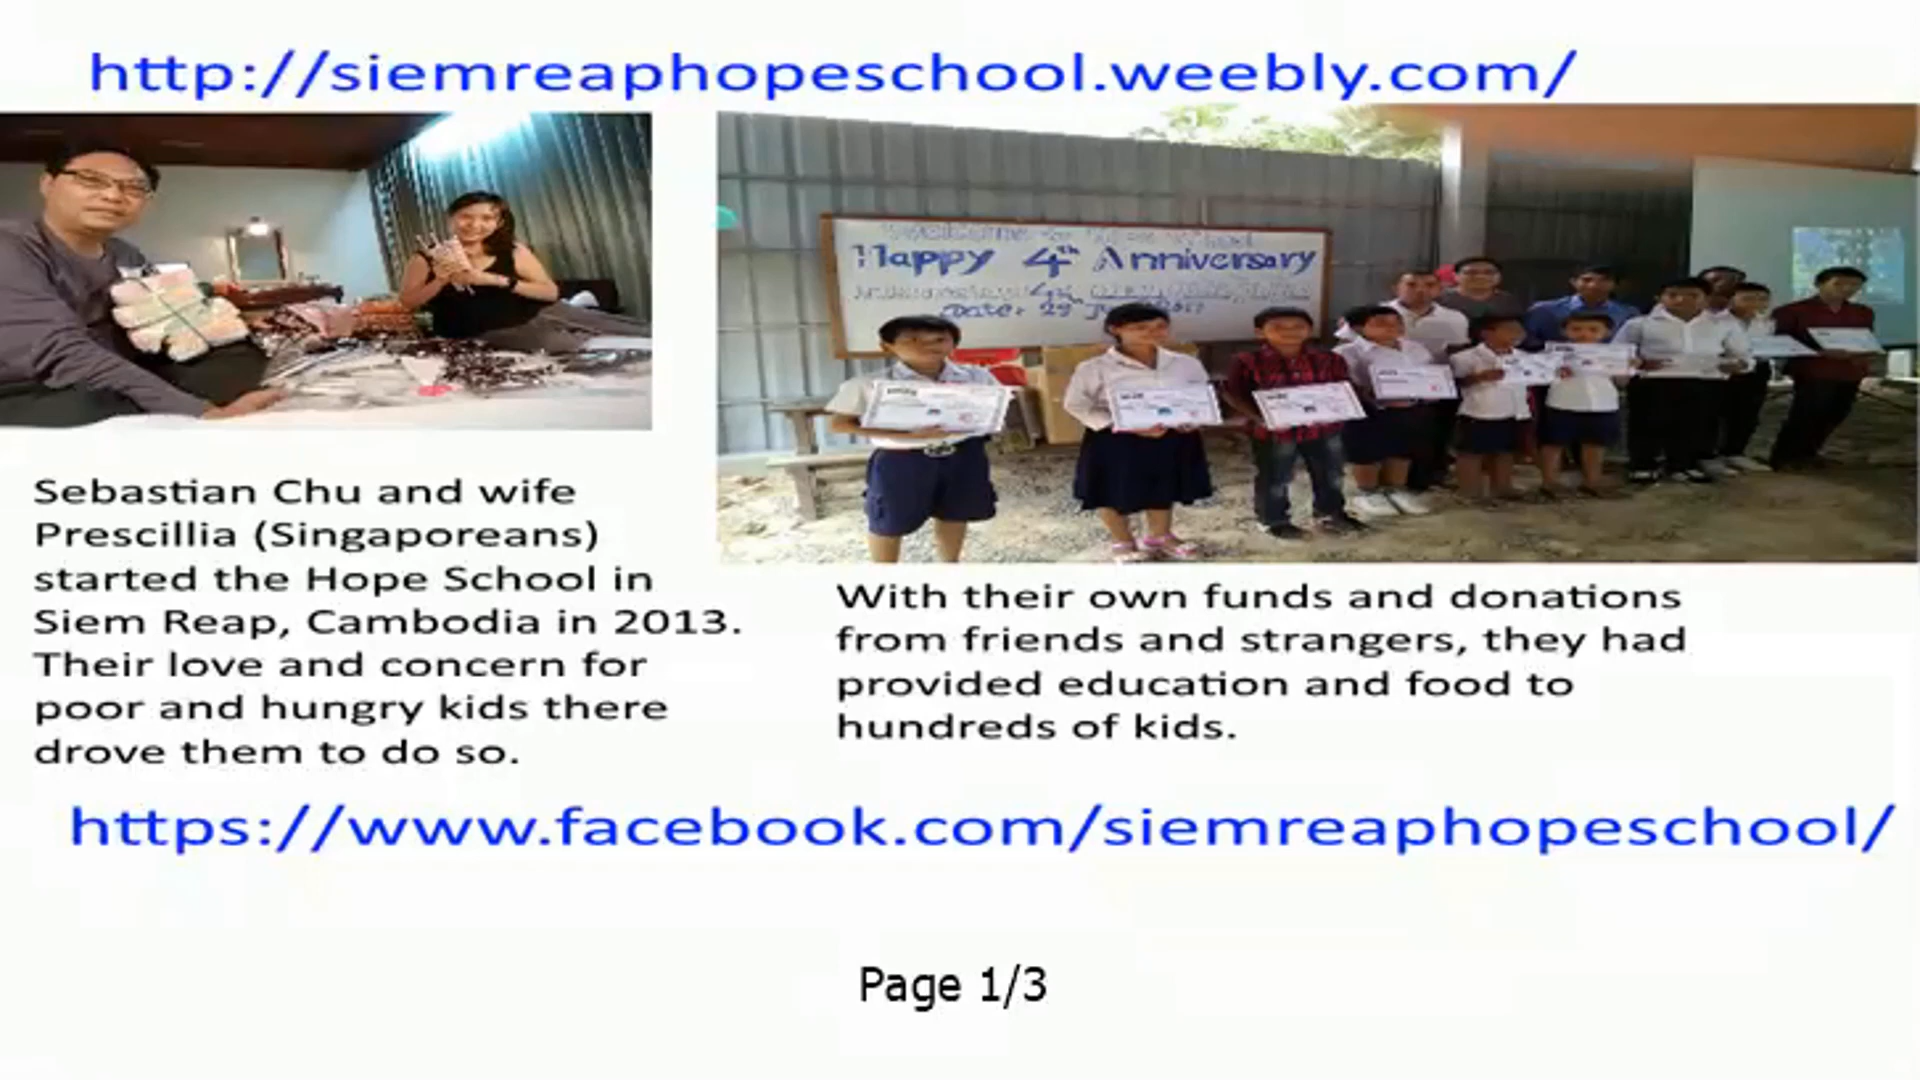 http://siemreaphopeschool.weebly.com/
Happy 4th Anniversary
Date: 29th
Sebastian Chu and wife
Prescillia (Singaporeans)
started the Hope School in
Siem Reap, Cambodia in 2013.
Their love and concern for
poor and hungry kids there
drove them to do so.
With their own funds and donations
from friends and strangers, they had
provided education and food to
hundreds of kids.
https://www.facebook.com/siemreaphopeschool/
Page 1/3